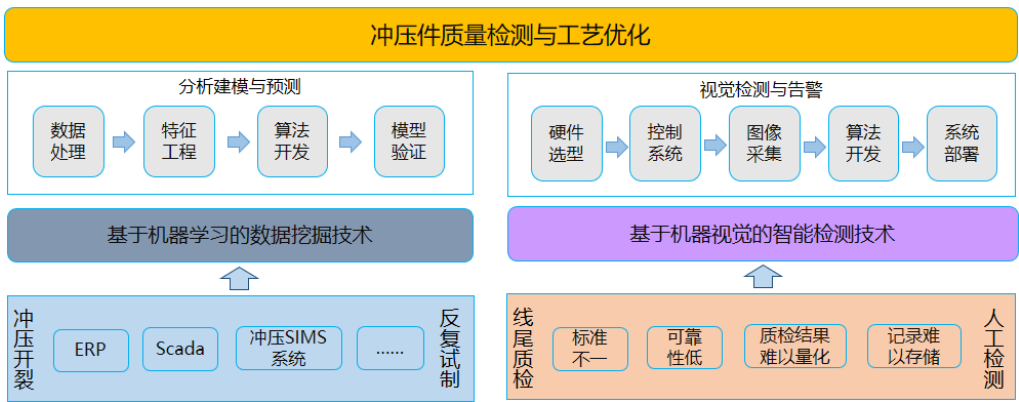 冲压件质量检测与工艺优化
分析建模与预测
数据
处理
特征
工程
算法
开发
模型
验证
视觉检测与告警
硬件
选型
控制
系统
图像
采集
算法
开发
系统
部署
基于机器学习的数据挖掘技术
基于机器视觉的智能检测技术
冲压开裂
ERP
Scada
冲压SIMS
系统
......
反复试制
线尾质检
标准
不一
可靠
性低
质检结果
难以量化
记录难
以存储
人工检测